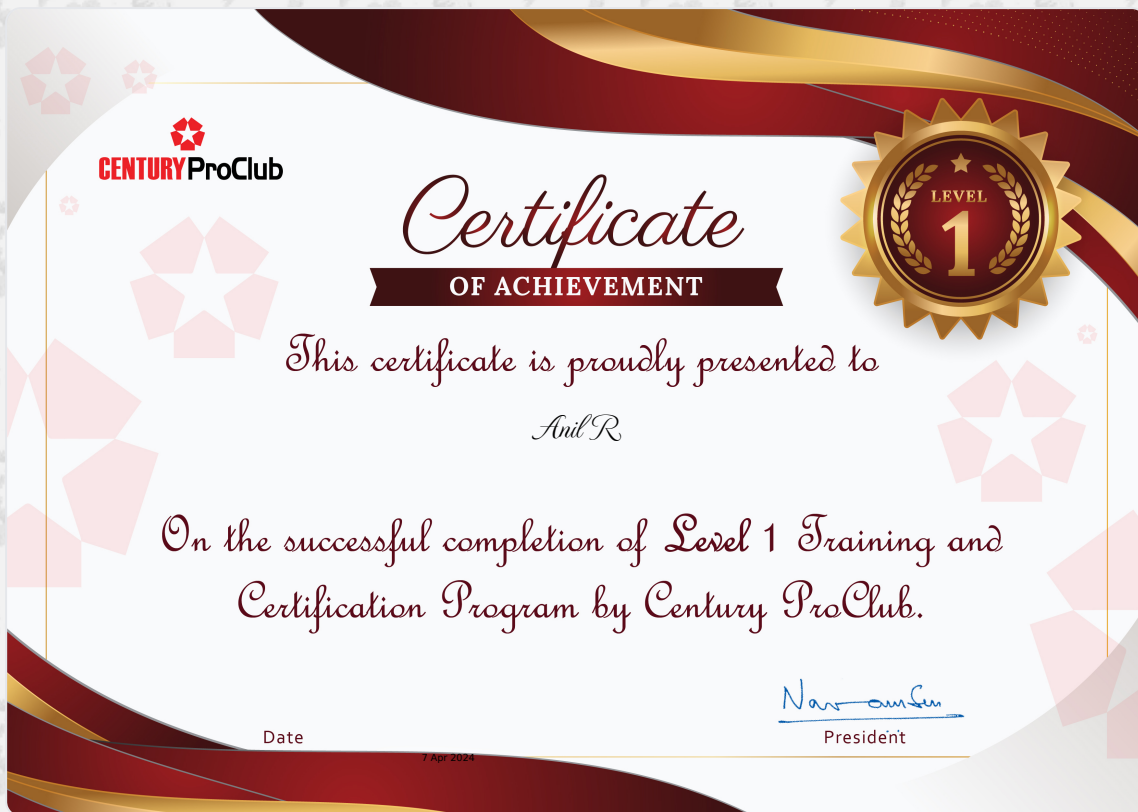 CENTURY ProClub
LEVEL
1
Certificate
OF ACHIEVEMENT
This certificate is proudly presented to
Anil R
On the successful completion of Level 1 Training and
Certification Program by Century ProClub.
Date
President
7 Apr 2024